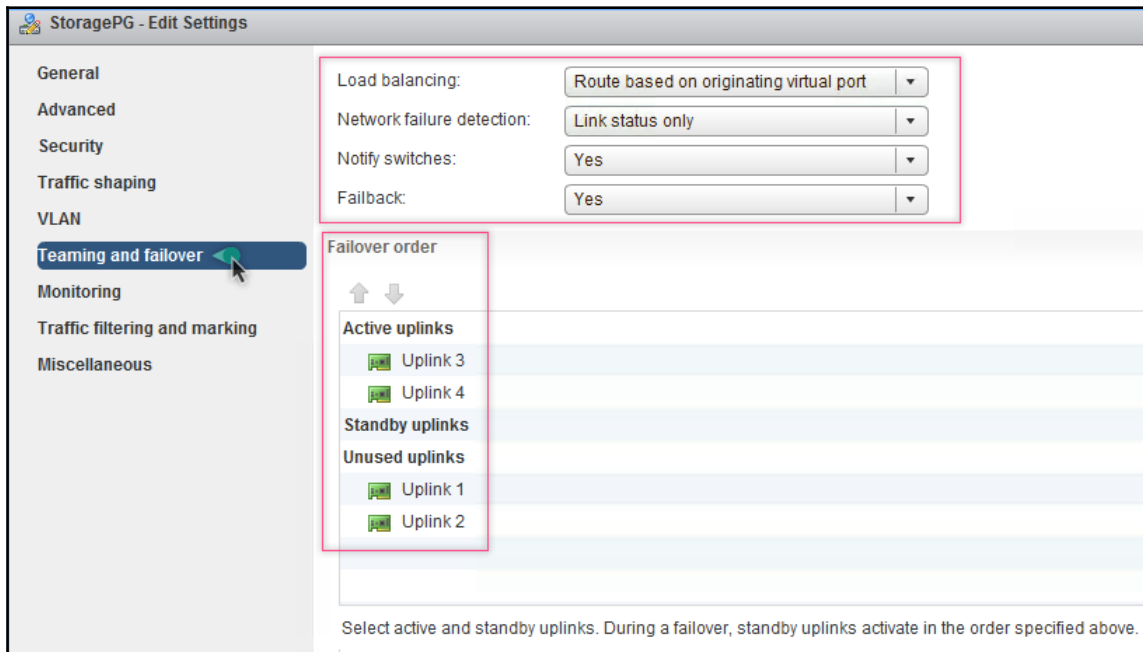 StoragePG - Edit Settings
General
Advanced
Security
Traffic shaping
VLAN
Teaming and failover
Monitoring
Traffic filtering and marking
Miscellaneous
Load balancing: Route based on originating virtual port
Network failure detection: Link status only
Notify switches: Yes
Failback: Yes
Failover order
Active uplinks
Uplink 3
Uplink 4
Standby uplinks
Unused uplinks
Uplink 1
Uplink 2
Select active and standby uplinks. During a failover, standby uplinks activate in the order specified above.